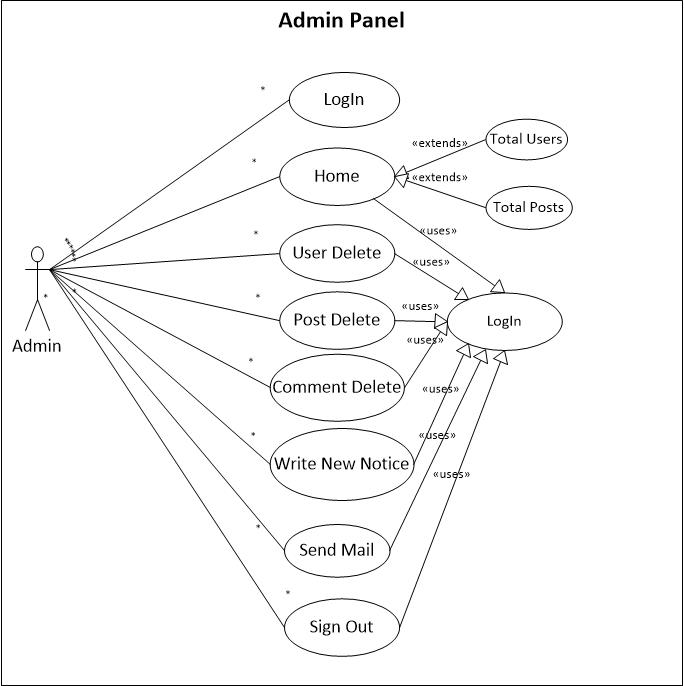 Admin Panel
*
LogIn
«extends»
Total Users
*
Home
«extends»
Total Posts
*
User Delete
«uses»
«uses»
*
*
Post Delete
«uses»
LogIn
«uses»
Admin
*
Comment Delete
«uses»
*
Write New Notice
«uses»
«uses»
*
Send Mail
*
Sign Out